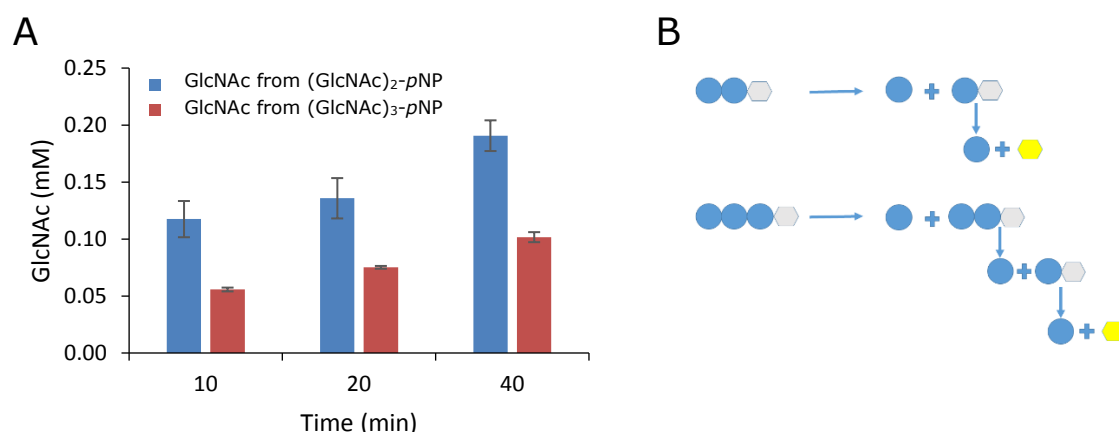 A
B
0.25
0.20
0.15
0.10
0.05
0.00
GlcNAc (mM)
GlcNAc from (GlcNAc)₂-pNP
GlcNAc from (GlcNAc)₃-pNP
10
20
40
Time (min)